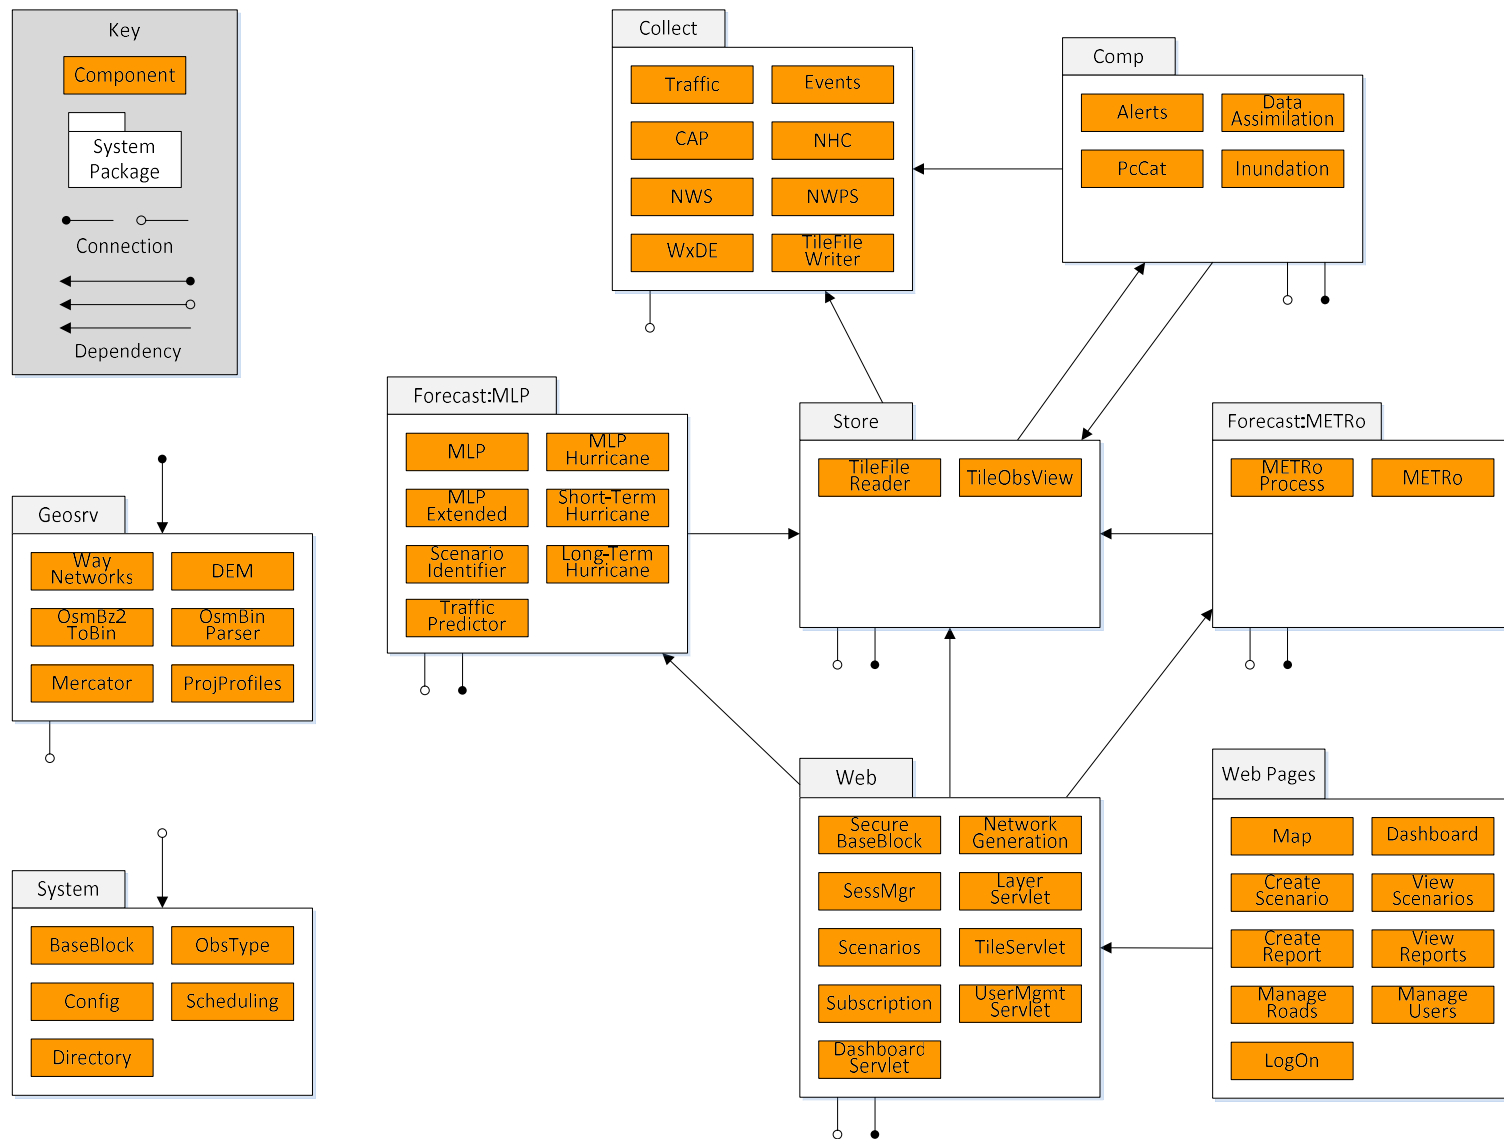 Key
Component
System
Package
Connection
Dependency
Collect
Traffic
Events
CAP
NHC
NWS
NWPS
WxDE
TileFile
Writer
Comp
Alerts
Data
Assimilation
PcCat
Inundation
Forecast:MLP
MLP
MLP
Hurricane
MLP
Extended
Short-Term
Hurricane
Scenario
Identifier
Long-Term
Hurricane
Traffic
Predictor
Store
TileFile
Reader
TileObsView
Forecast:METRo
METRo
Process
METRo
Geosrv
Way
Networks
DEM
OsmBz2
ToBin
OsmBin
Parser
Mercator
ProjProfiles
System
BaseBlock
ObsType
Config
Scheduling
Directory
Web
Secure
BaseBlock
Network
Generation
SessMgr
Layer
Servlet
Scenarios
TileServlet
Subscription
UserMgmt
Servlet
Dashboard
Servlet
Web Pages
Map
Dashboard
Create
Scenario
View
Scenarios
Create
Report
View
Reports
Manage
Roads
Manage
Users
LogOn